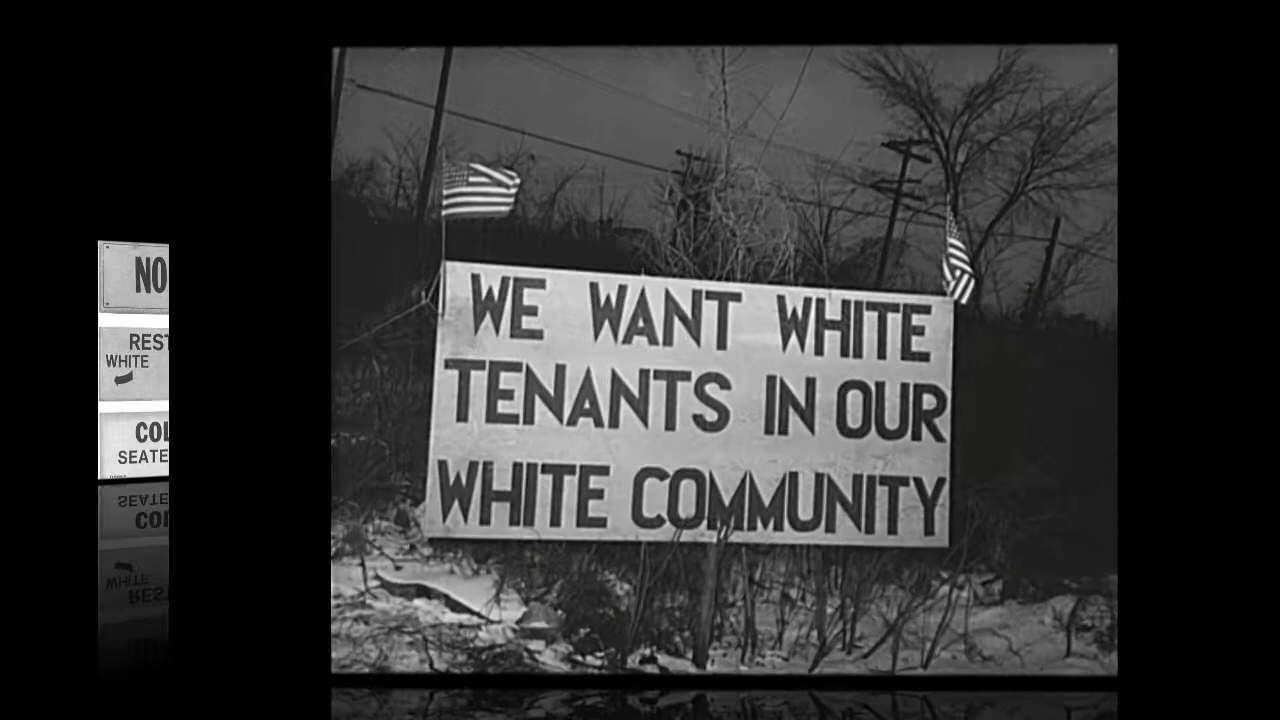 NO
REST
WHITE
COL
SEATE
WE WANT WHITE
TENANTS IN OUR
WHITE COMMUNITY